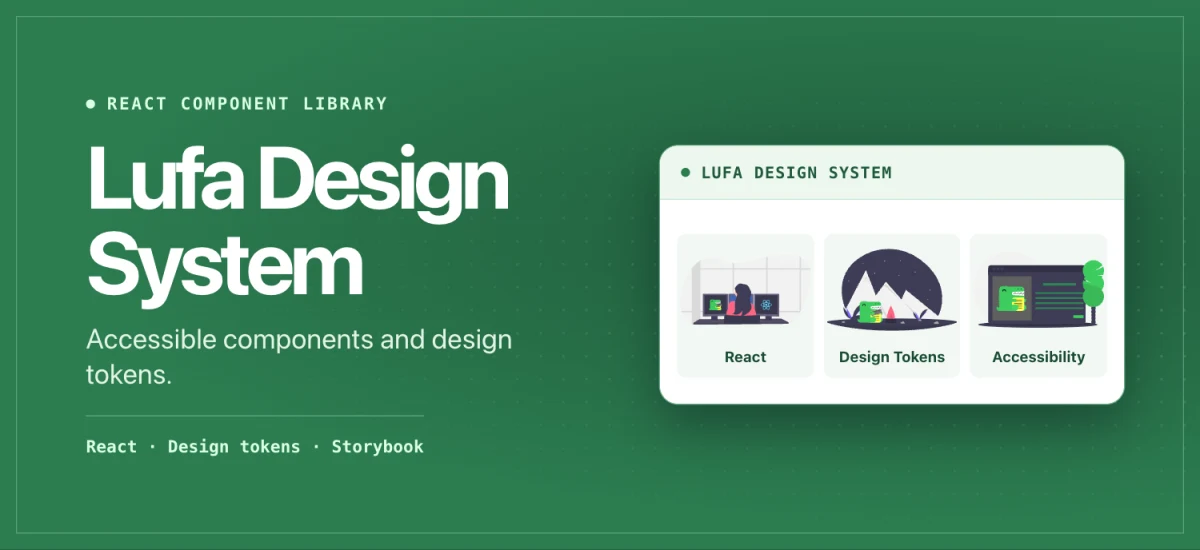 REACT COMPONENT LIBRARY
Lufa Design
System
Accessible components and design
tokens.
React · Design tokens · Storybook
LUFA DESIGN SYSTEM
React
Design Tokens
Accessibility